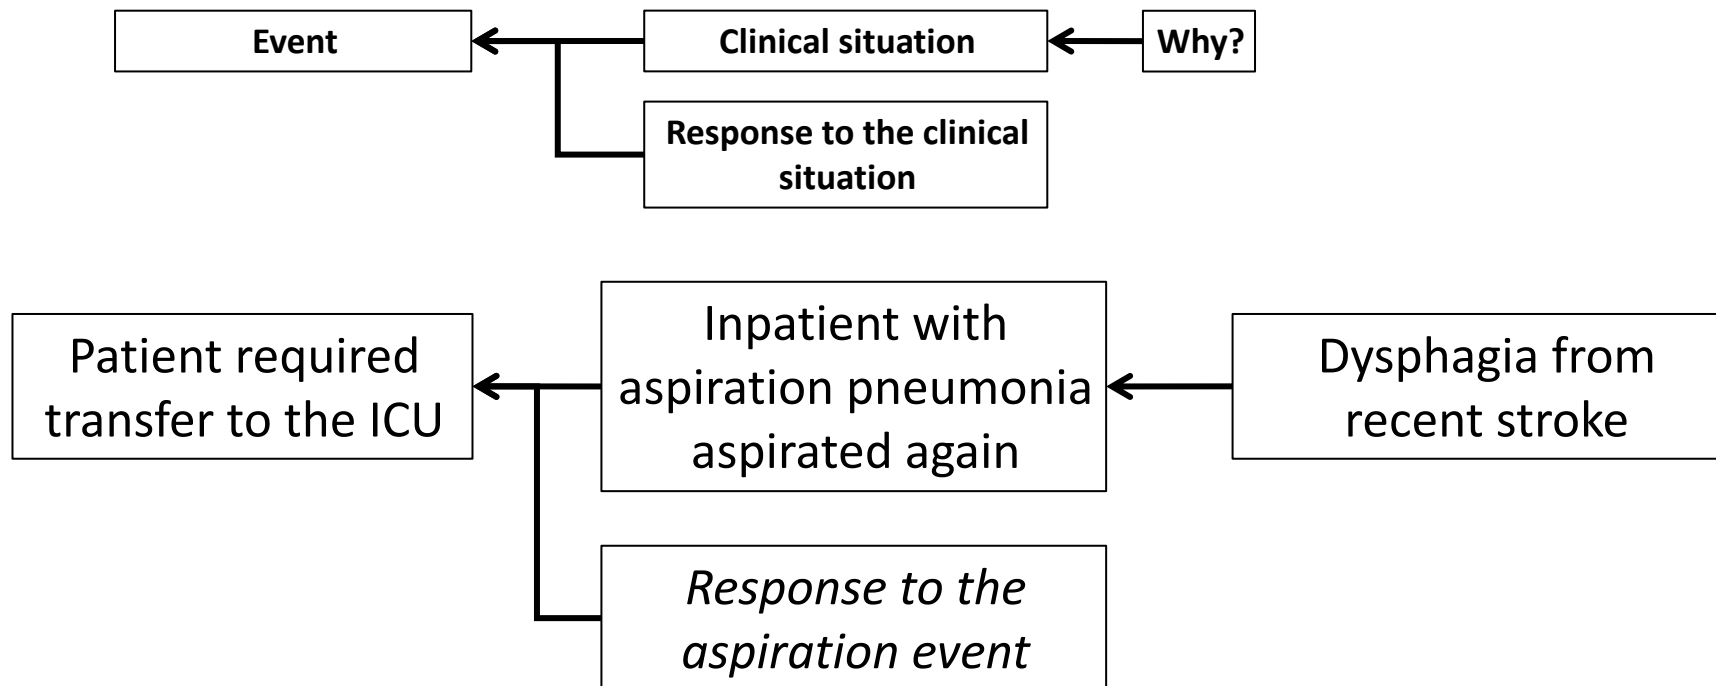 Event
Clinical situation
Why?
Response to the clinical
situation
Patient required
transfer to the ICU
Inpatient with
aspiration pneumonia
aspirated again
Dysphagia from
recent stroke
Response to the
aspiration event